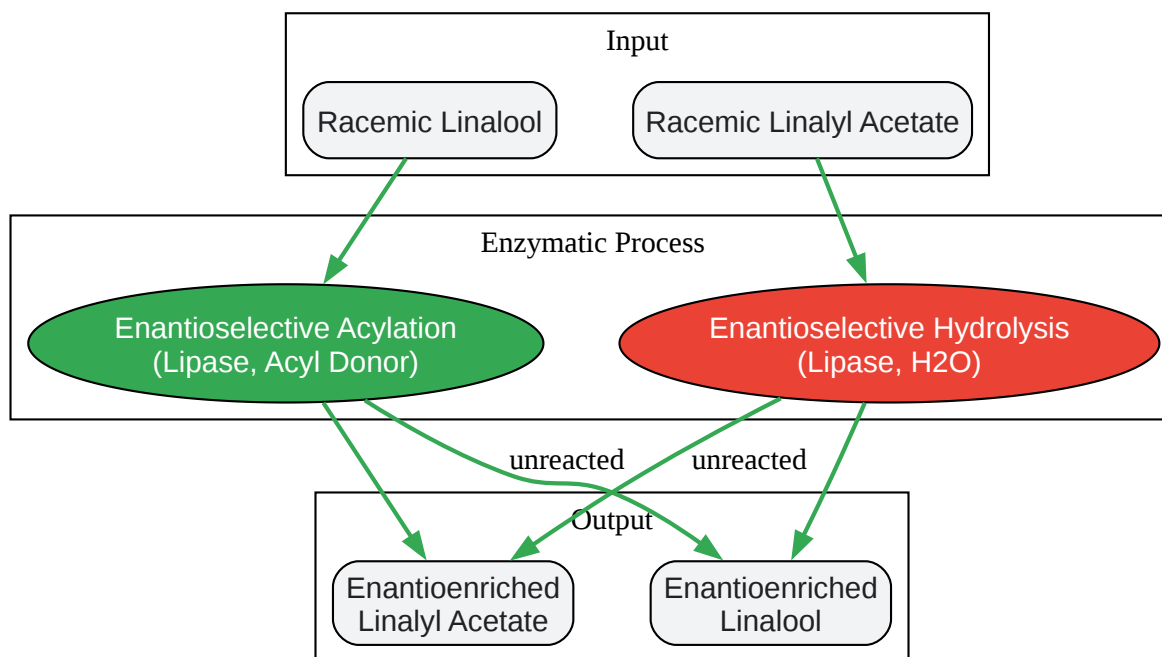 Input
Racemic Linalool
Racemic Linalyl Acetate
Enzymatic Process
Enantioselective Acylation
(Lipase, Acyl Donor)
Enantioselective Hydrolysis
(Lipase, H2O)
unreacted
unreacted
Output
Enantioenriched
Linalyl Acetate
Enantioenriched
Linalool